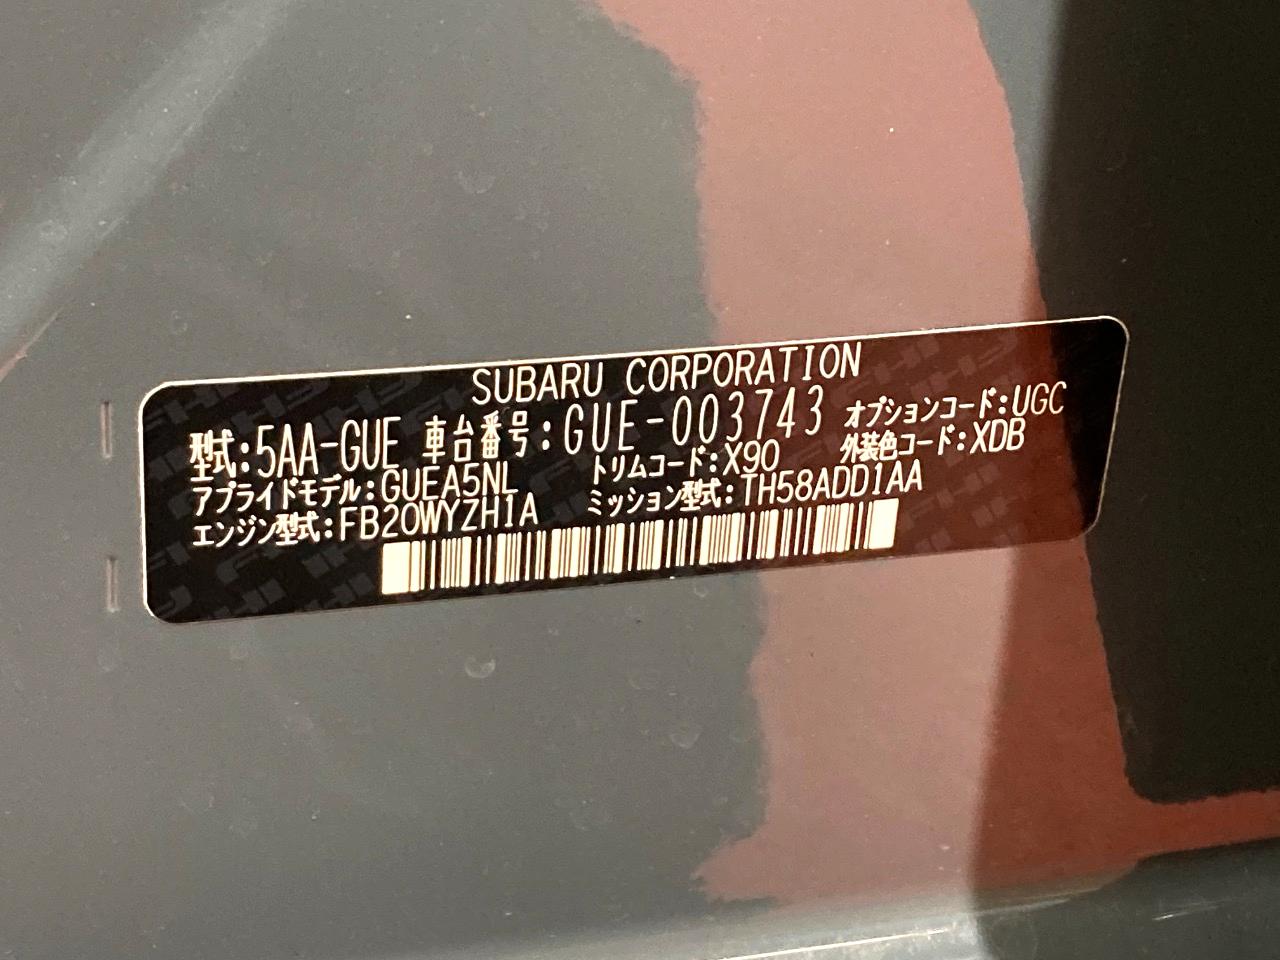 SUBARU CORPORATION
型式:5AA-GUE 車台番号:GUE-003743 オプションコード:UGC
アプライドモデル:GUEA5NL トリムコード:X90 外装色コード:XDB
エンジン型式:FB20WYZH1A ミッション型式:TH58ADD1AA